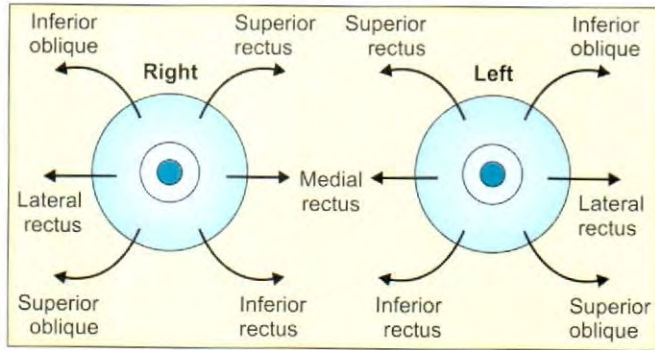 Inferior
oblique
Superior
rectus
Superior
rectus
Inferior
oblique
Right
Left
Lateral
rectus
Medial
rectus
Lateral
rectus
Superior
oblique
Inferior
rectus
Inferior
rectus
Superior
oblique